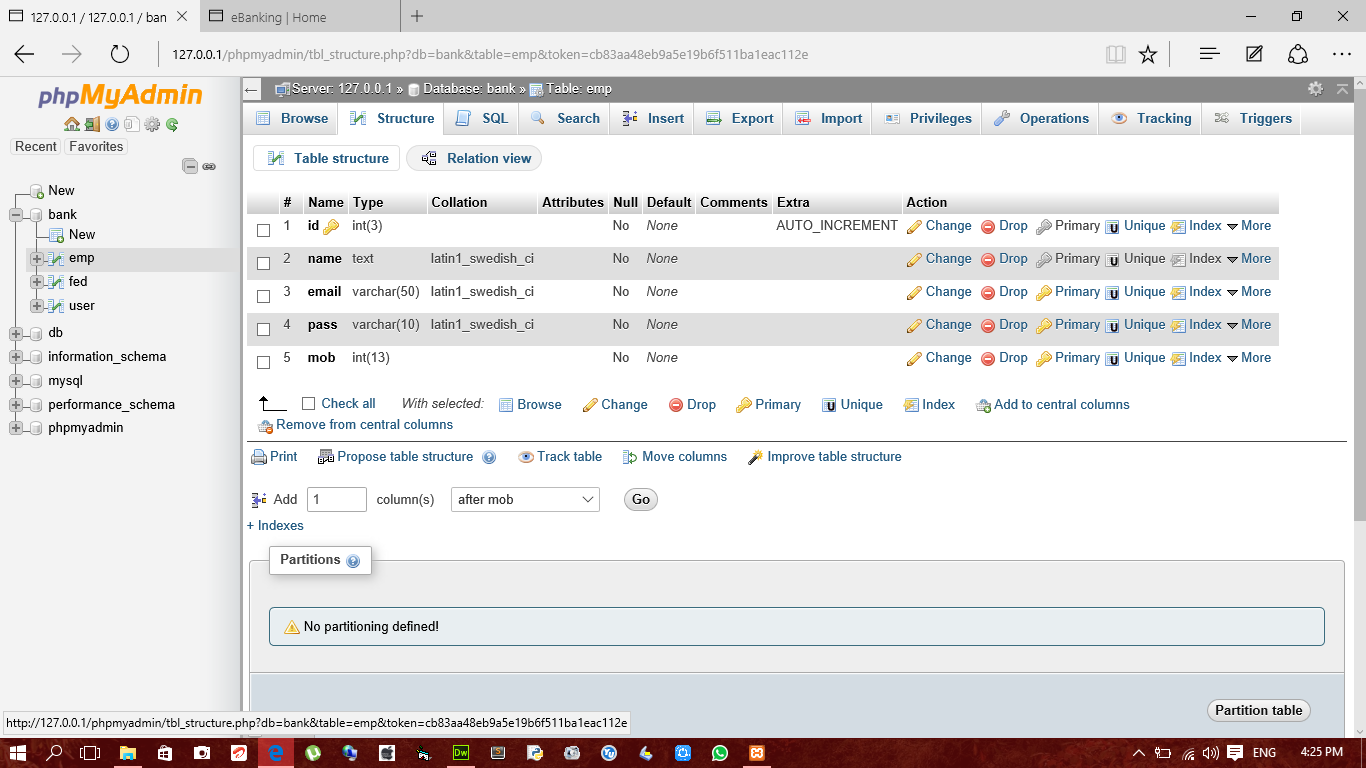 127.0.0.1 / 127.0.0.1 / ban
eBanking | Home
127.0.0.1/phpmyadmin/tbl_structure.php?db=bank&table=emp&token=cb83aa48eb9a5e19b6f511ba1eac112e
phpMyAdmin
Recent Favorites
New
bank
New
emp
fed
user
db
information_schema
mysql
performance_schema
phpmyadmin
Server: 127.0.0.1 » Database: bank » Table: emp
Browse Structure SQL Search Insert Export Import Privileges Operations Tracking Triggers
Table structure Relation view
# Name Type Collation Attributes Null Default Comments Extra Action
1 id int(3) No None AUTO_INCREMENT Change Drop Primary Unique Index More
2 name text latin1_swedish_ci No None Change Drop Primary Unique Index More
3 email varchar(50) latin1_swedish_ci No None Change Drop Primary Unique Index More
4 pass varchar(10) latin1_swedish_ci No None Change Drop Primary Unique Index More
5 mob int(13) No None Change Drop Primary Unique Index More
Check all With selected: Browse Change Drop Primary Unique Index Add to central columns
Remove from central columns
Print Propose table structure Track table Move columns Improve table structure
Add 1 column(s) after mob Go
+ Indexes
Partitions
No partitioning defined!
Partition table
http://127.0.0.1/phpmyadmin/tbl_structure.php?db=bank&table=emp&token=cb83aa48eb9a5e19b6f511ba1eac112e
Dw
ENG
4:25 PM